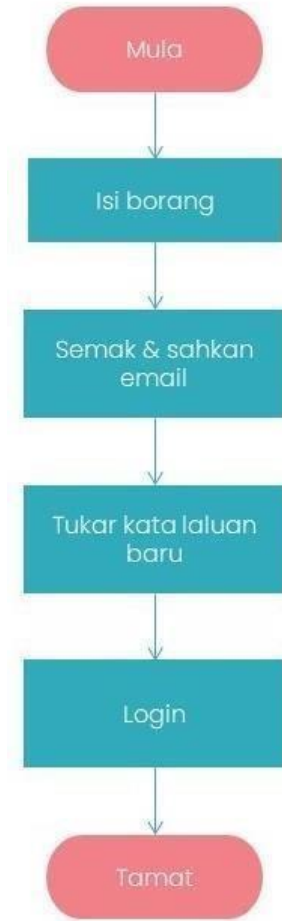 Mula
Isi borang
Semak & sahkan
email
Tukar kata laluan
baru
Login
Tamat